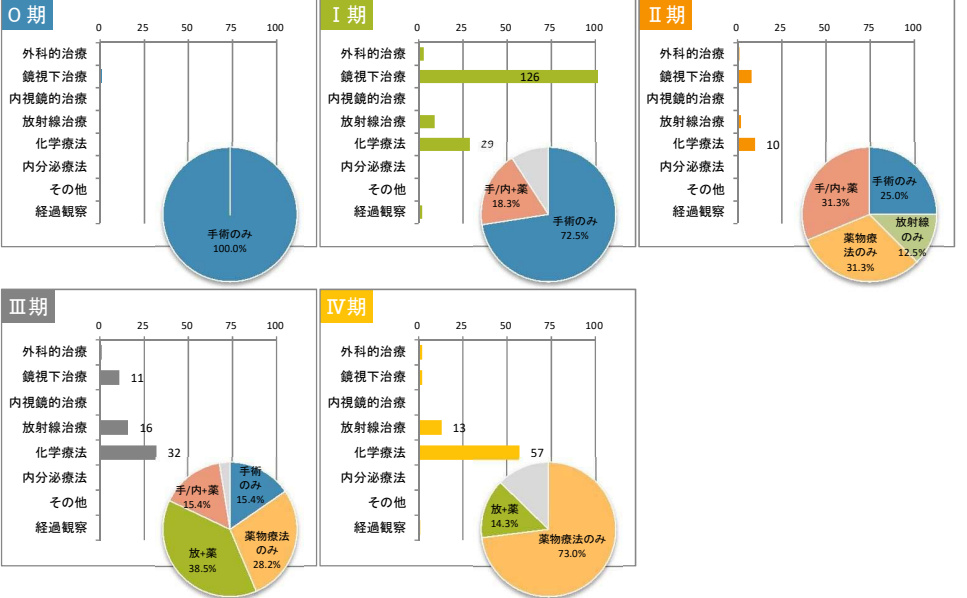 0期
0 25 50 75 100
外科的治療
鏡視下治療
内視鏡的治療
放射線治療
化学療法
内分泌療法
その他
経過観察
手術のみ
100.0%
Ⅰ期
0 25 50 75 100
外科的治療
鏡視下治療 126
内視鏡的治療
放射線治療
化学療法 29
内分泌療法
その他
経過観察
手/内+薬
18.3%
手術のみ
72.5%
Ⅱ期
0 25 50 75 100
外科的治療
鏡視下治療
内視鏡的治療
放射線治療
化学療法 10
内分泌療法
その他
経過観察
手/内+薬
31.3%
手術のみ
25.0%
放射線
のみ
12.5%
薬物療
法のみ
31.3%
Ⅲ期
0 25 50 75 100
外科的治療
鏡視下治療 11
内視鏡的治療
放射線治療 16
化学療法 32
内分泌療法
その他
経過観察
手術
のみ
15.4%
手/内+薬
15.4%
薬物療法
のみ
28.2%
放+薬
38.5%
Ⅳ期
0 25 50 75 100
外科的治療
鏡視下治療
内視鏡的治療
放射線治療 13
化学療法 57
内分泌療法
その他
経過観察
放+薬
14.3%
薬物療法のみ
73.0%